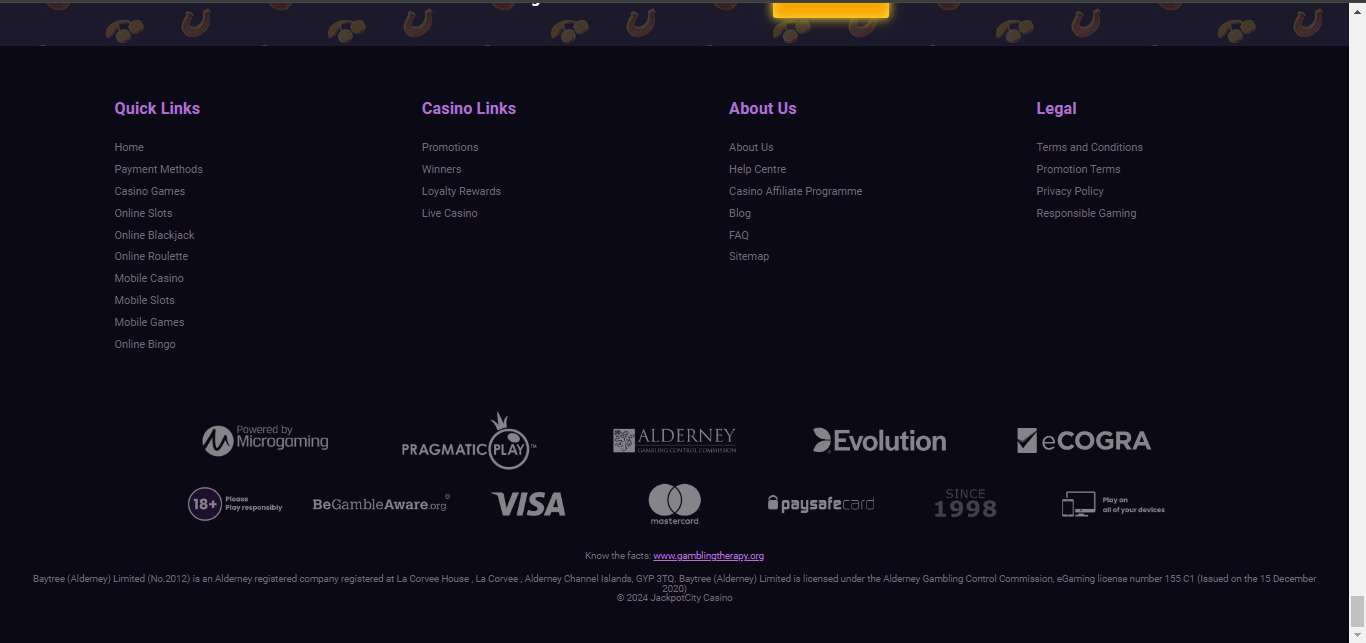 Quick Links
Home
Payment Methods
Casino Games
Online Slots
Online Blackjack
Online Roulette
Mobile Casino
Mobile Slots
Mobile Games
Online Bingo
Casino Links
Promotions
Winners
Loyalty Rewards
Live Casino
About Us
About Us
Help Centre
Casino Affiliate Programme
Blog
FAQ
Sitemap
Legal
Terms and Conditions
Promotion Terms
Privacy Policy
Responsible Gaming
Powered by
Microgaming
PRAGMATIC PLAY™
ALDERNEY
GAMBLING CONTROL COMMISSION
Evolution
eCOGRA
18+
Please
Play responsibly
BeGambleAware.org®
VISA
mastercard.
paysafecard
SINCE
1998
Play on
all of your devices
Know the facts: www.gamblingtherapy.org
Baytree (Alderney) Limited (No.2012) is an Alderney registered company registered at La Corvee House , La Corvee , Alderney Channel Islands, GYP 3TQ. Baytree (Alderney) Limited is licensed under the Alderney Gambling Control Commission, eGaming license number 155 C1 (Issued on the 15 December
2020)
© 2024 JackpotCity Casino